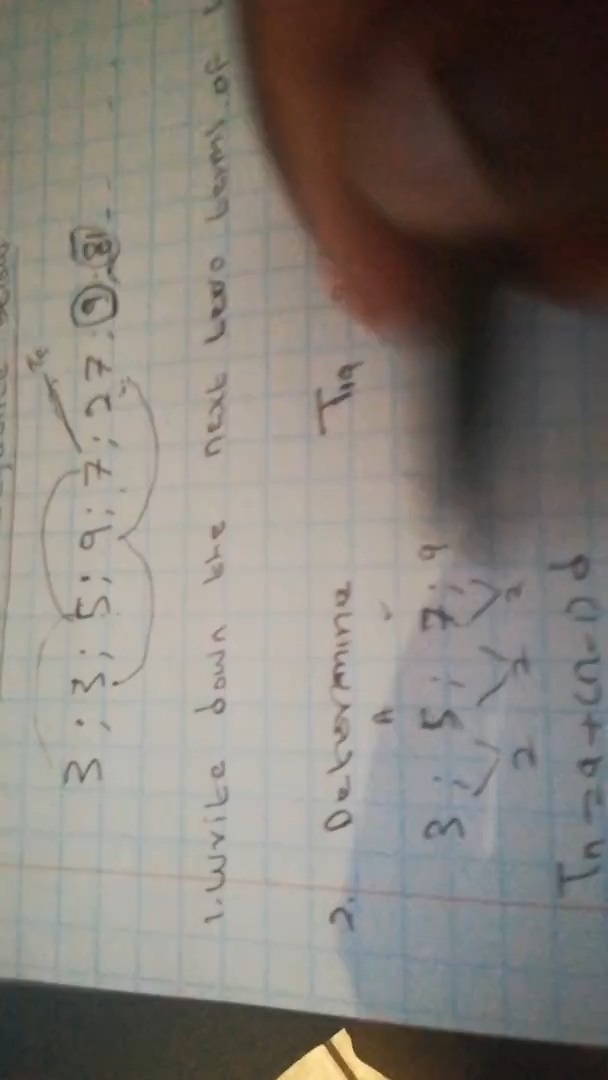 3 ; 3 ; 5 ; 9 ; 7 ; 27 ; 9 ; 81 ...
1. Write down the next two terms of
2. Determine T19
A
3 ; 5 ; 7 ; 9
2 2 2
Tn = a + (n-1) d